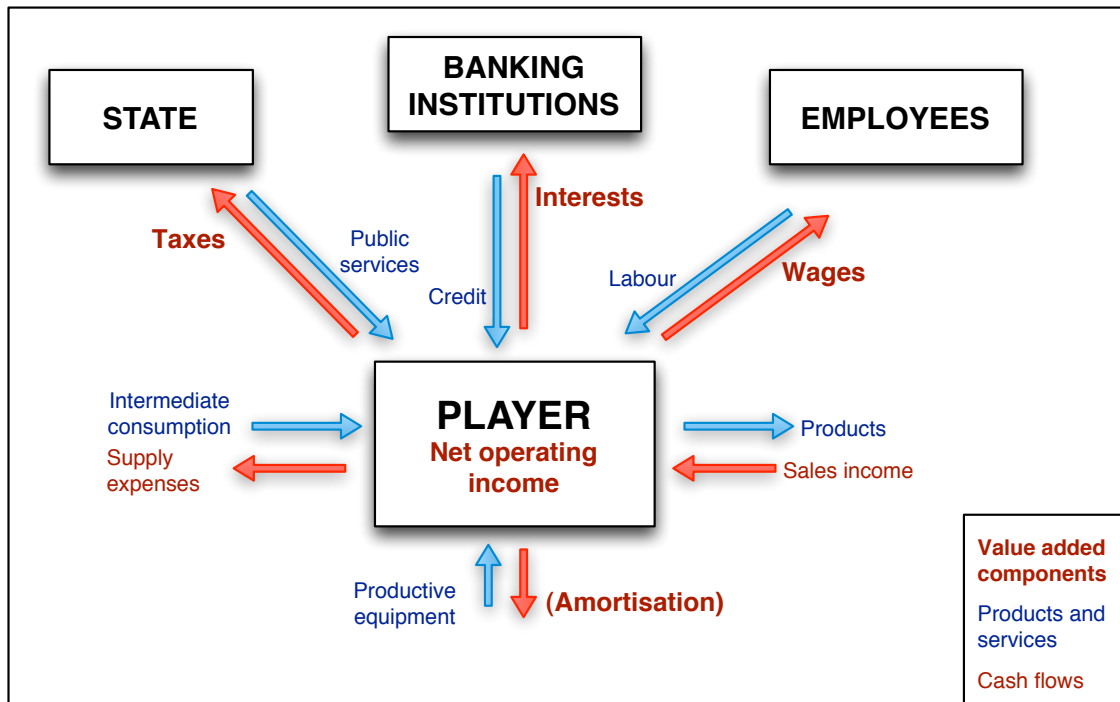 STATE
BANKING
INSTITUTIONS
EMPLOYEES
Taxes
Public
services
Credit
Interests
Labour
Wages
Intermediate
consumption
Supply
expenses
PLAYER
Net operating
income
Products
Sales income
Productive
equipment
(Amortisation)
Value added
components
Products and
services
Cash flows